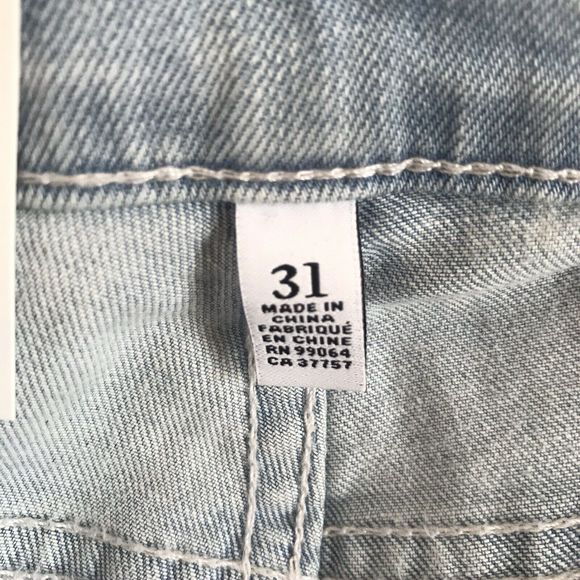 31
MADE IN
CHINA
FABRIQUÉ
EN CHINE
RN 99064
CA 37757